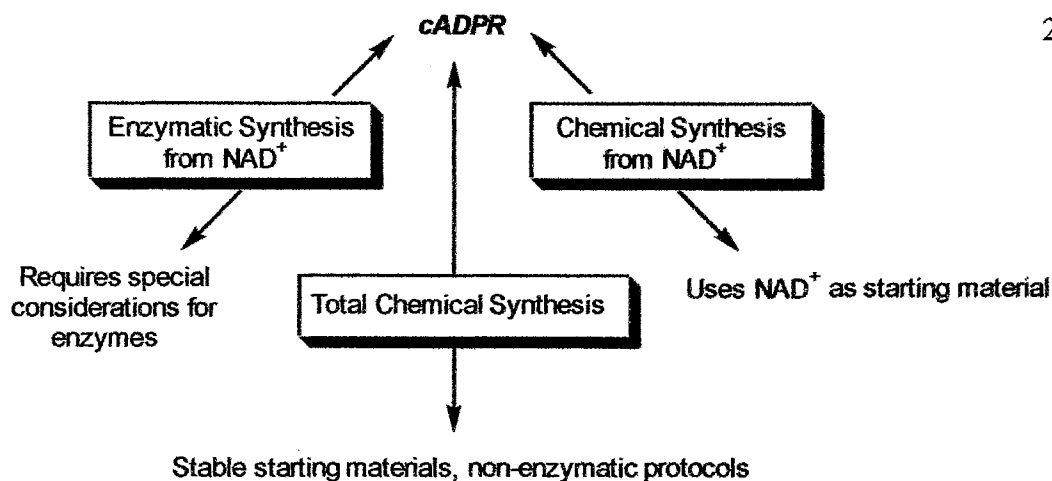 cADPR
2
Enzymatic Synthesis
from NAD⁺
Chemical Synthesis
from NAD⁺
Requires special
considerations for
enzymes
Total Chemical Synthesis
Uses NAD⁺ as starting material
Stable starting materials, non-enzymatic protocols